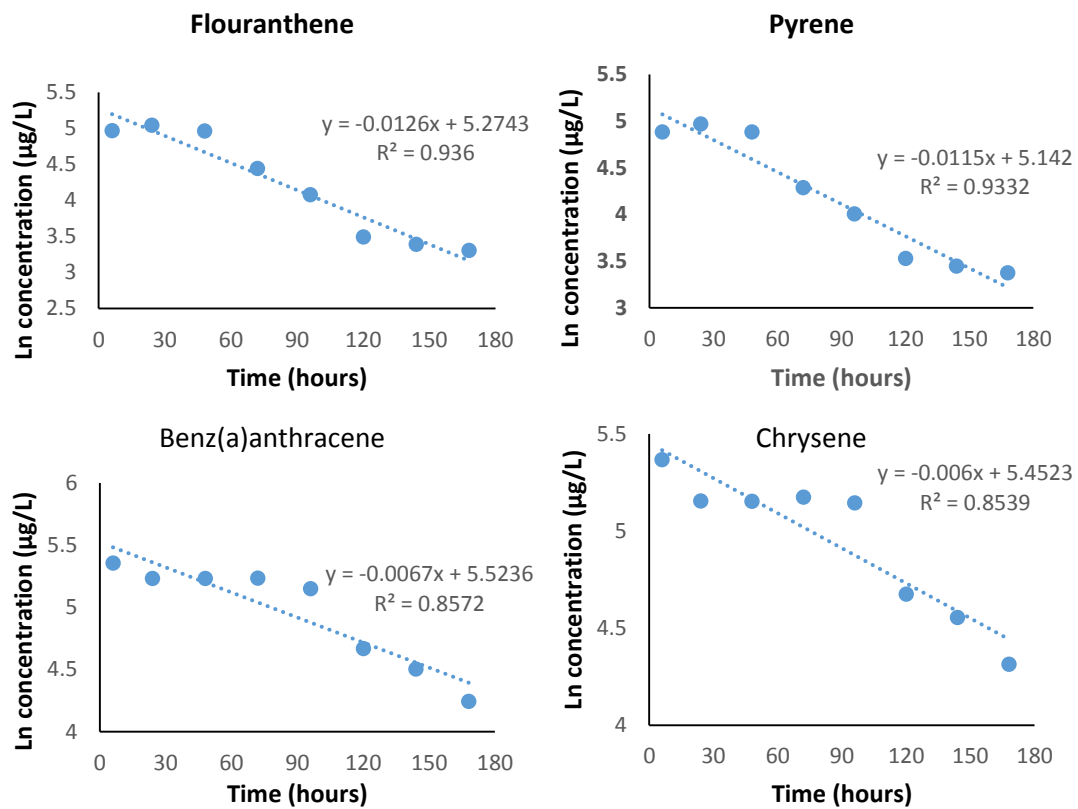 Flouranthene
Ln concentration (µg/L)
5.5
5
4.5
4
3.5
3
2.5
y = -0.0126x + 5.2743
R² = 0.936
0 30 60 90 120 150 180
Time (hours)
Pyrene
Ln concentration (µg/L)
5.5
5
4.5
4
3.5
3
y = -0.0115x + 5.142
R² = 0.9332
0 30 60 90 120 150 180
Time (hours)
Benz(a)anthracene
Ln concentration (µg/L)
6
5.5
5
4.5
4
y = -0.0067x + 5.5236
R² = 0.8572
0 30 60 90 120 150 180
Time (hours)
Chrysene
Ln concentration (µg/L)
5.5
5
4.5
4
y = -0.006x + 5.4523
R² = 0.8539
0 30 60 90 120 150 180
Time (hours)